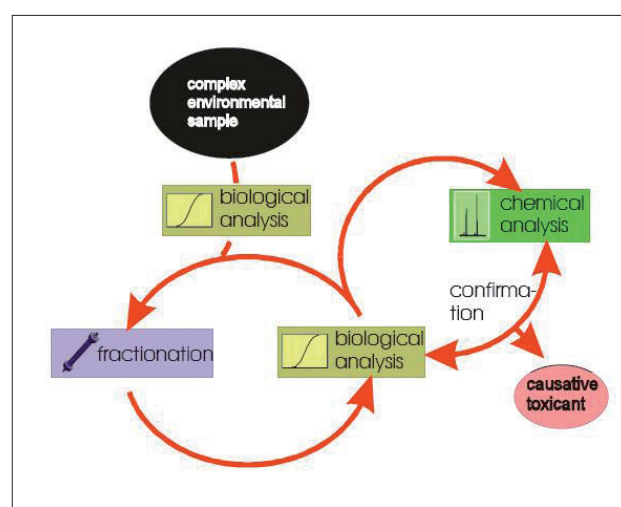 complex
environmental
sample
biological
analysis
chemical
analysis
confirma-
tion
fractionation
biological
analysis
causative
toxicant